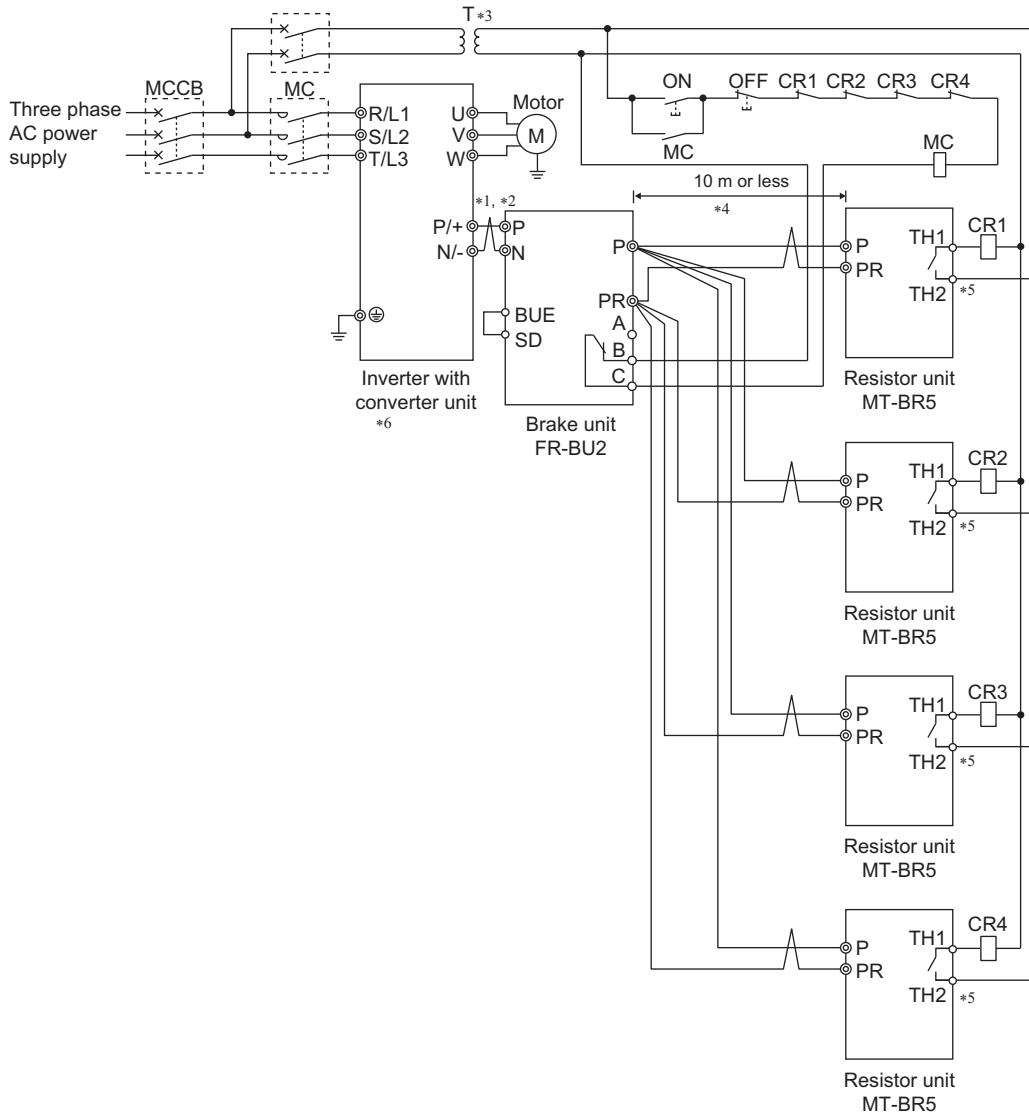 T *3
ON OFF CR1 CR2 CR3 CR4
MCCB MC
Three phase
AC power
supply
R/L1
S/L2
T/L3
U
V
W
Motor
M
MC
MC
10 m or less
*4
*1, *2
P/+
N/-
P
N
BUE
SD
P
PR
A
B
C
Inverter with
converter unit
*6
Brake unit
FR-BU2
P
PR
TH1
TH2
CR1
*5
Resistor unit
MT-BR5
P
PR
TH1
TH2
CR2
*5
Resistor unit
MT-BR5
P
PR
TH1
TH2
CR3
*5
Resistor unit
MT-BR5
P
PR
TH1
TH2
CR4
*5
Resistor unit
MT-BR5